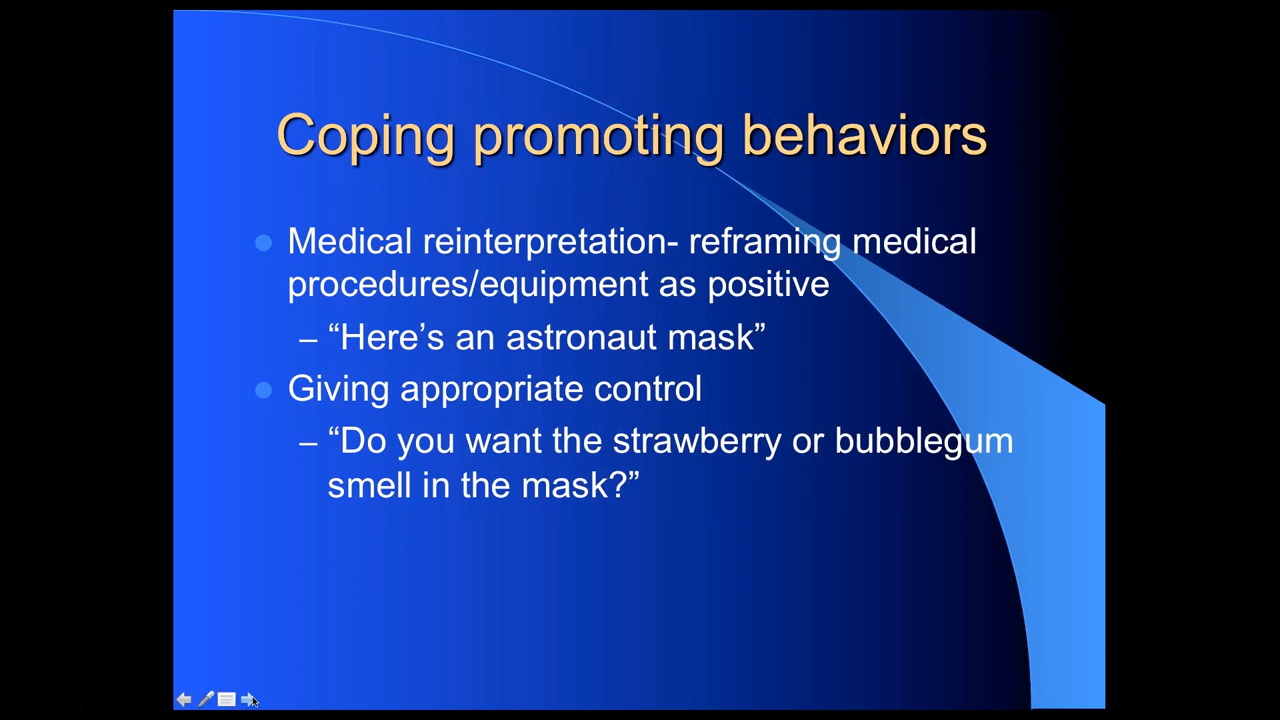 Coping promoting behaviors
Medical reinterpretation- reframing medical
procedures/equipment as positive
– “Here’s an astronaut mask”
Giving appropriate control
– “Do you want the strawberry or bubblegum
smell in the mask?”